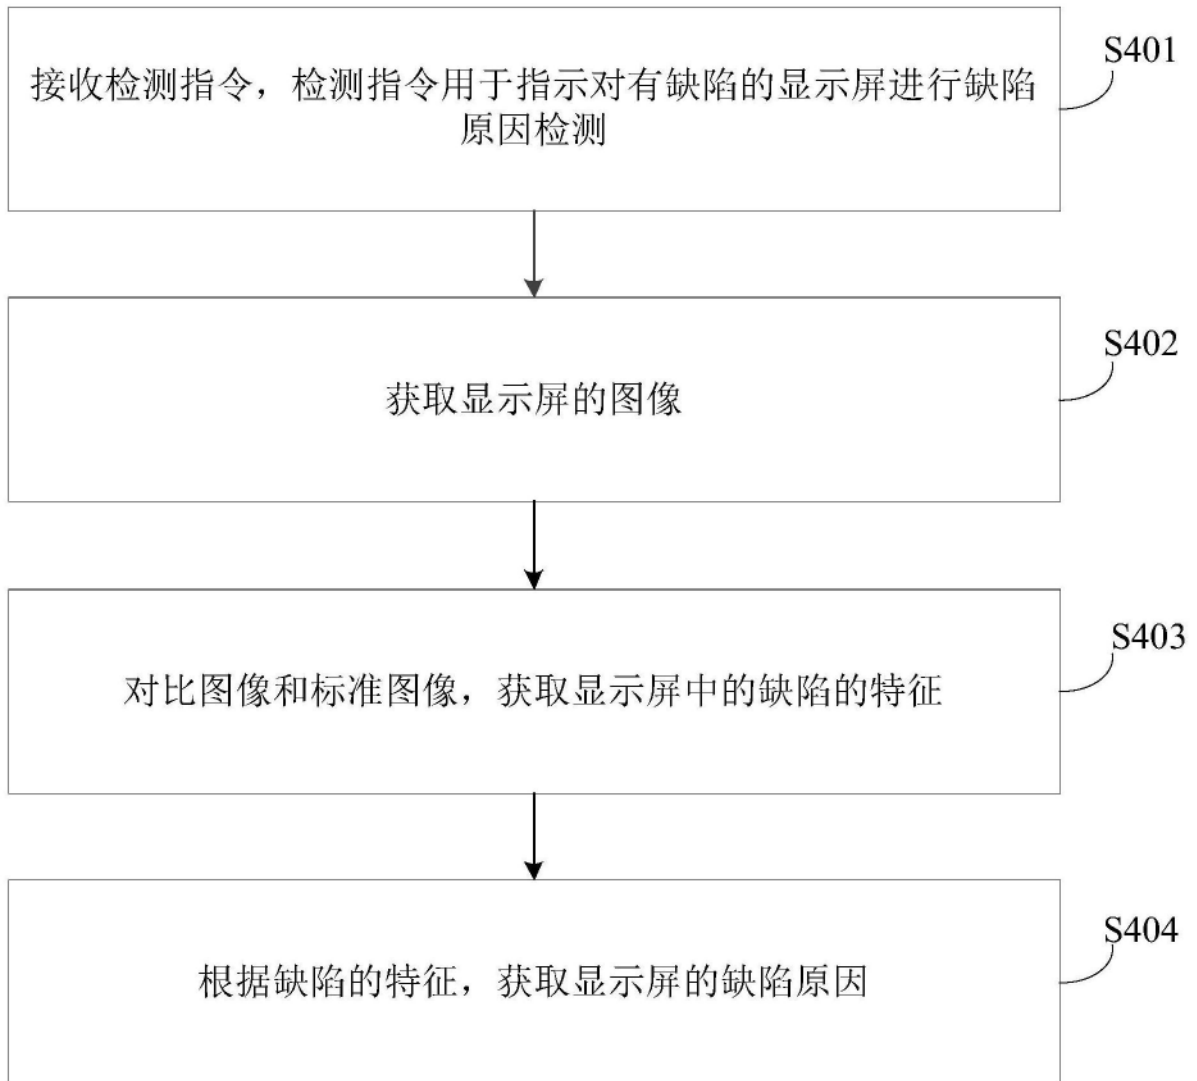 S401
接收检测指令，检测指令用于指示对有缺陷的显示屏进行缺陷
原因检测
S402
获取显示屏的图像
S403
对比图像和标准图像，获取显示屏中的缺陷的特征
S404
根据缺陷的特征，获取显示屏的缺陷原因